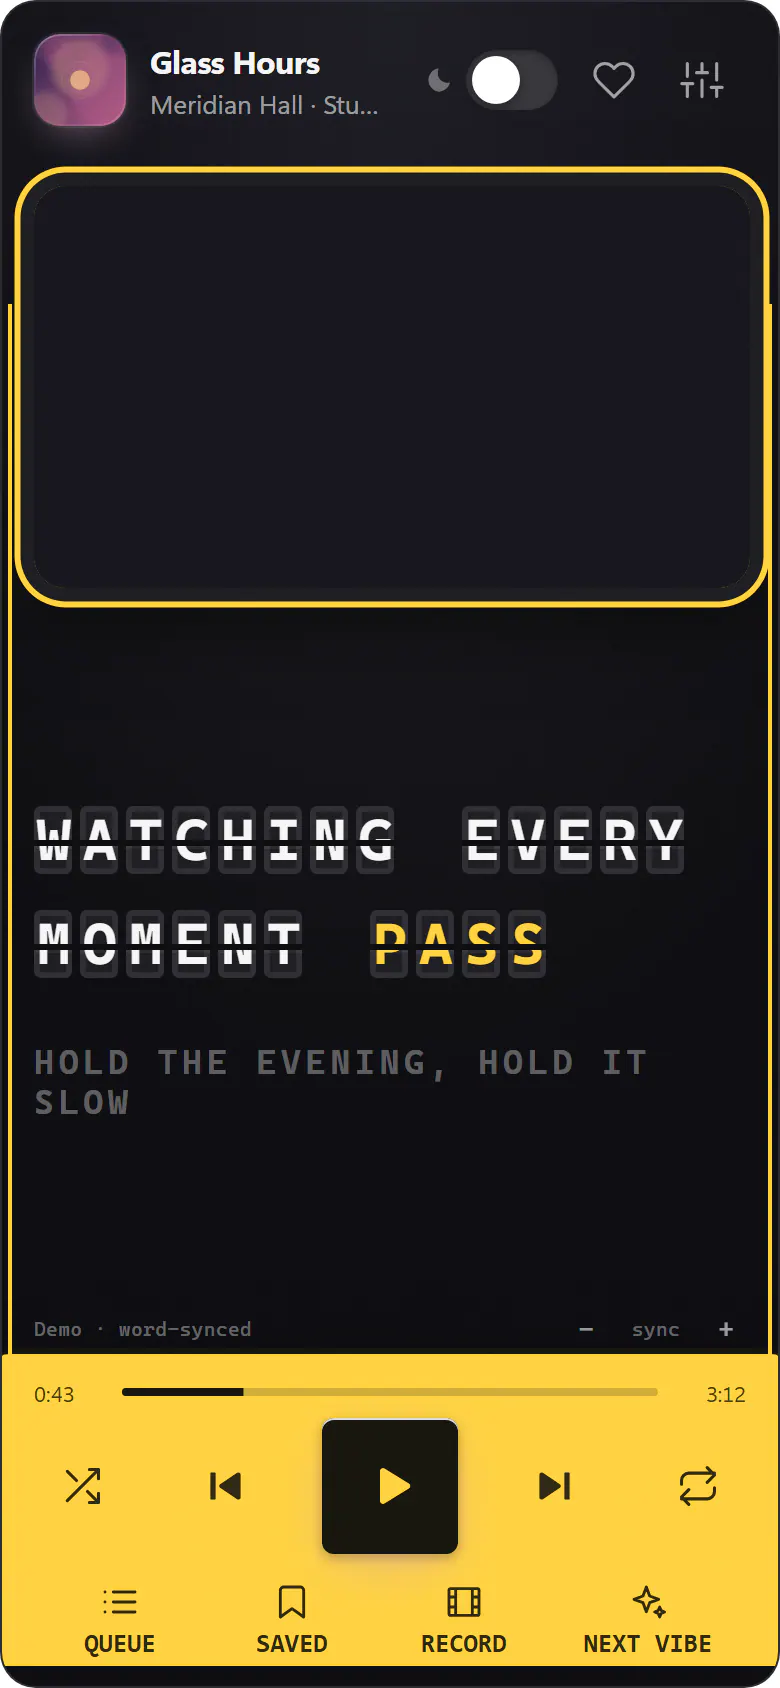 Glass Hours
Meridian Hall · Stu...
WATCHING EVERY
MOMENT PASS
HOLD THE EVENING, HOLD IT
SLOW
Demo · word-synced − sync +
0:43 3:12
QUEUE SAVED RECORD NEXT VIBE